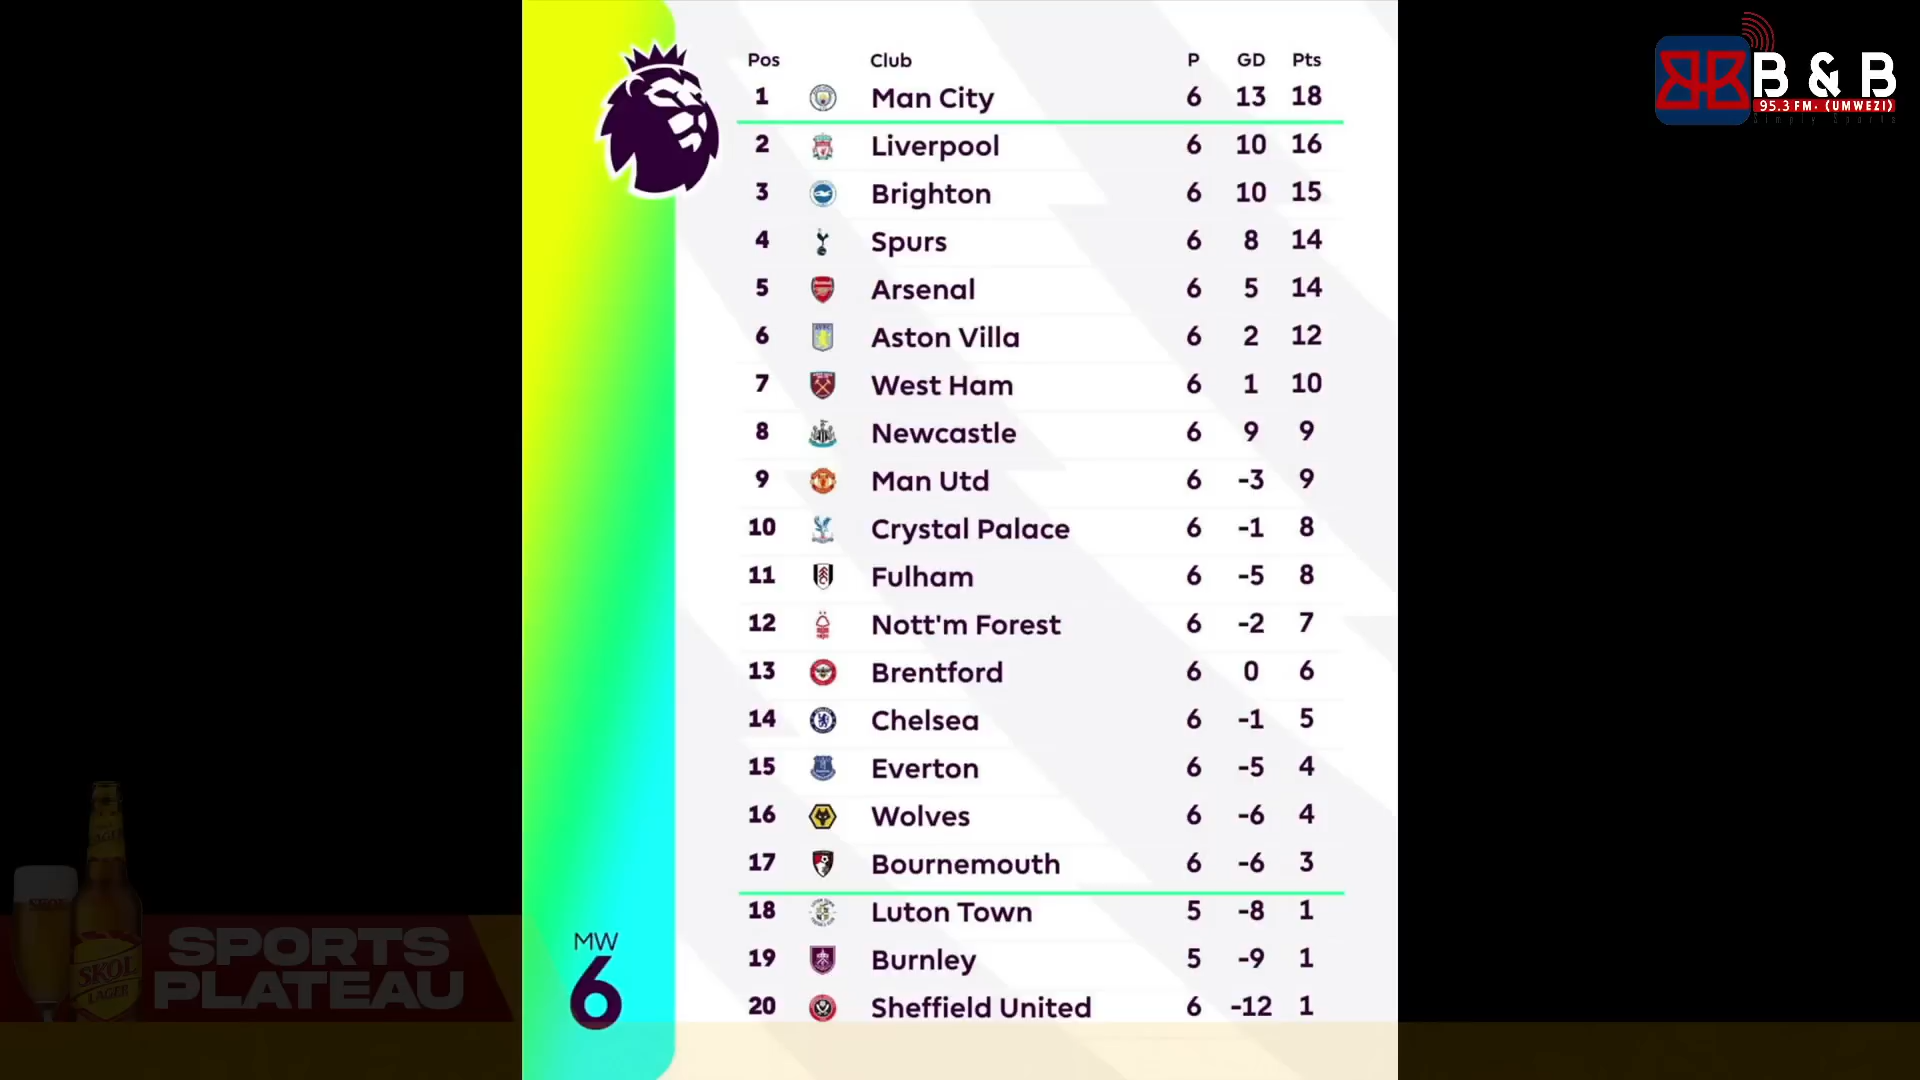 Pos Club P GD Pts
1 Man City 6 13 18
2 Liverpool 6 10 16
3 Brighton 6 10 15
4 Spurs 6 8 14
5 Arsenal 6 5 14
6 Aston Villa 6 2 12
7 West Ham 6 1 10
8 Newcastle 6 9 9
9 Man Utd 6 -3 9
10 Crystal Palace 6 -1 8
11 Fulham 6 -5 8
12 Nott'm Forest 6 -2 7
13 Brentford 6 0 6
14 Chelsea 6 -1 5
15 Everton 6 -5 4
16 Wolves 6 -6 4
17 Bournemouth 6 -6 3
18 Luton Town 5 -8 1
19 Burnley 5 -9 1
20 Sheffield United 6 -12 1
MW
6
B & B
95.3 FM. (UMWEZI)
Simply Sports
SPORTS
PLATEAU
SKOL
SKOL
LAGER